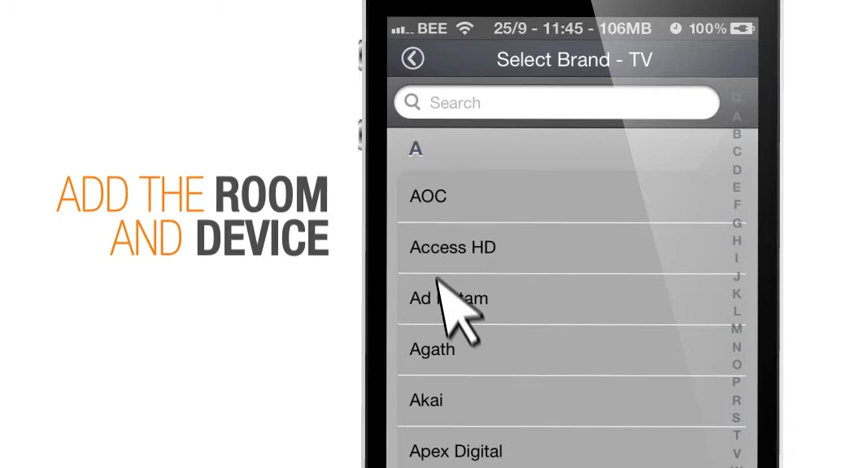 ADD THE ROOM
AND DEVICE
BEE 25/9 - 11:45 - 106MB 100%
Select Brand - TV
Search
A
AOC
Access HD
Ad
Agath
Akai
Apex Digital
Q
A
B
C
D
E
F
G
H
I
J
K
L
M
N
O
P
R
S
T
V